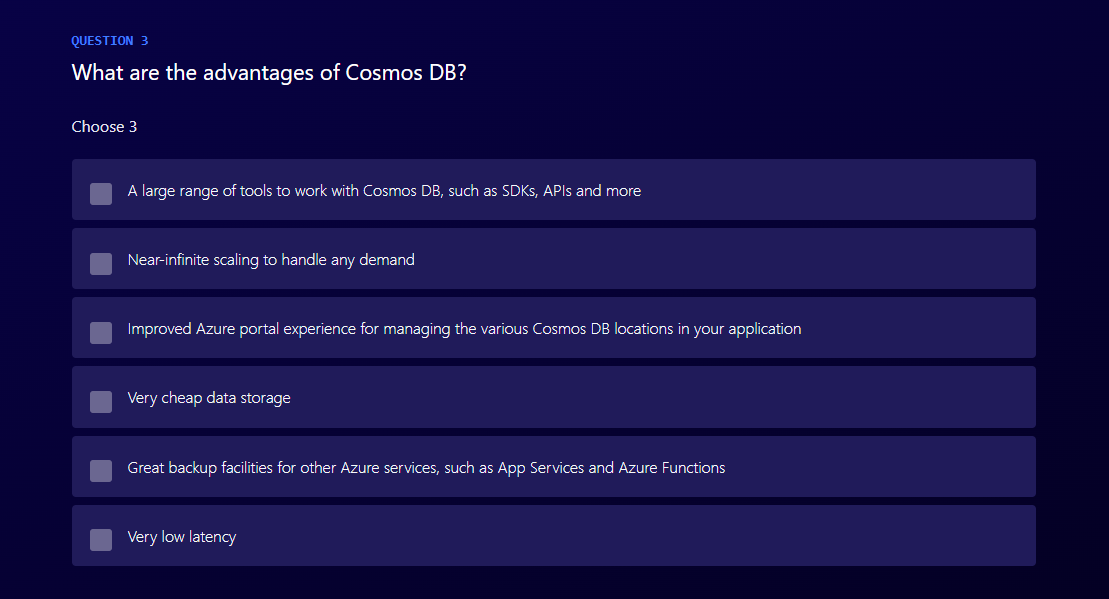 QUESTION 3
What are the advantages of Cosmos DB?
Choose 3
A large range of tools to work with Cosmos DB, such as SDKs, APIs and more
Near-infinite scaling to handle any demand
Improved Azure portal experience for managing the various Cosmos DB locations in your application
Very cheap data storage
Great backup facilities for other Azure services, such as App Services and Azure Functions
Very low latency